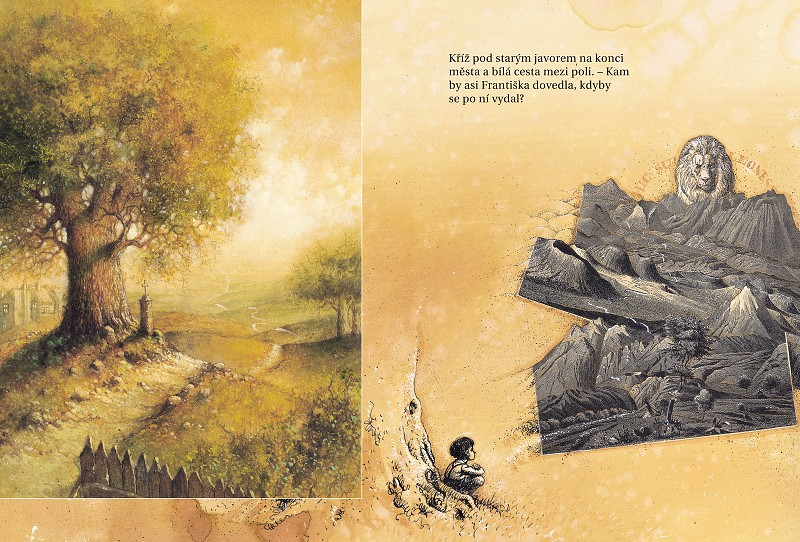 Kříž pod starým javorem na konci
města a bílá cesta mezi poli. – Kam
by asi Františka dovedla, kdyby
se po ní vydal?